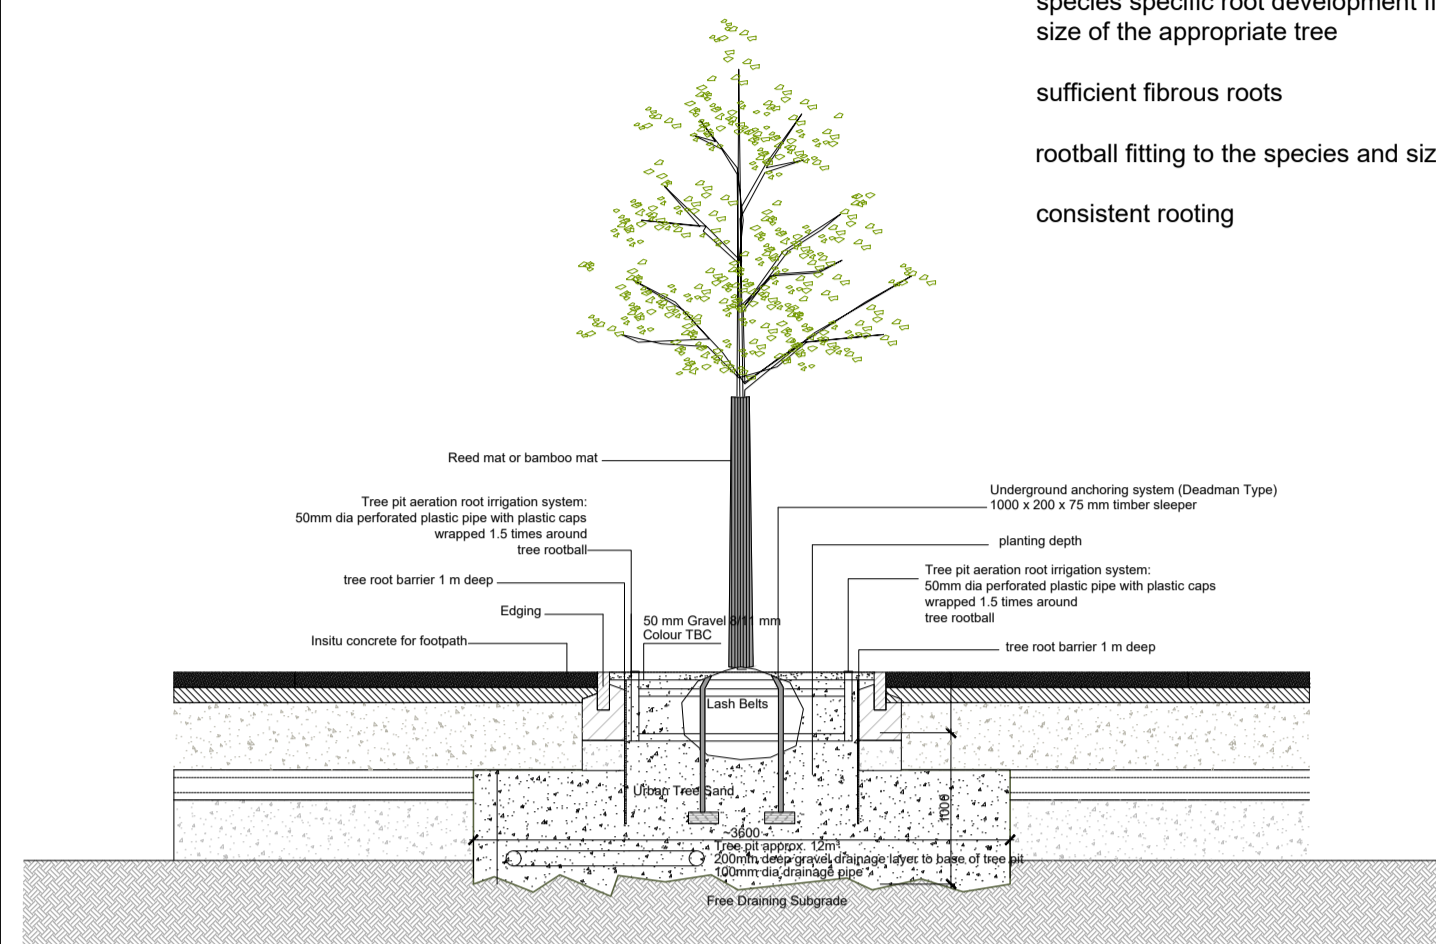 species specific root development
size of the appropriate tree
sufficient fibrous roots
rootball fitting to the species and
consistent rooting
Reed mat or bamboo mat
Tree pit aeration root irrigation system:
50mm dia perforated plastic pipe with plastic caps
wrapped 1.5 times around
tree rootball
tree root barrier 1 m deep
Edging
Insitu concrete for footpath
50 mm Gravel 8/11 mm
Colour TBC
Underground anchoring system (Deadman Type)
1000 x 200 x 75 mm timber sleeper
planting depth
Tree pit aeration root irrigation system:
50mm dia perforated plastic pipe with plastic caps
wrapped 1.5 times around
tree rootball
tree root barrier 1 m deep
Lash Belts
Urban Tree Sand
1000
~3600
Tree pit approx. 12m³
200mm deep gravel drainage layer to base of tree pit
100mm dia drainage pipe
Free Draining Subgrade